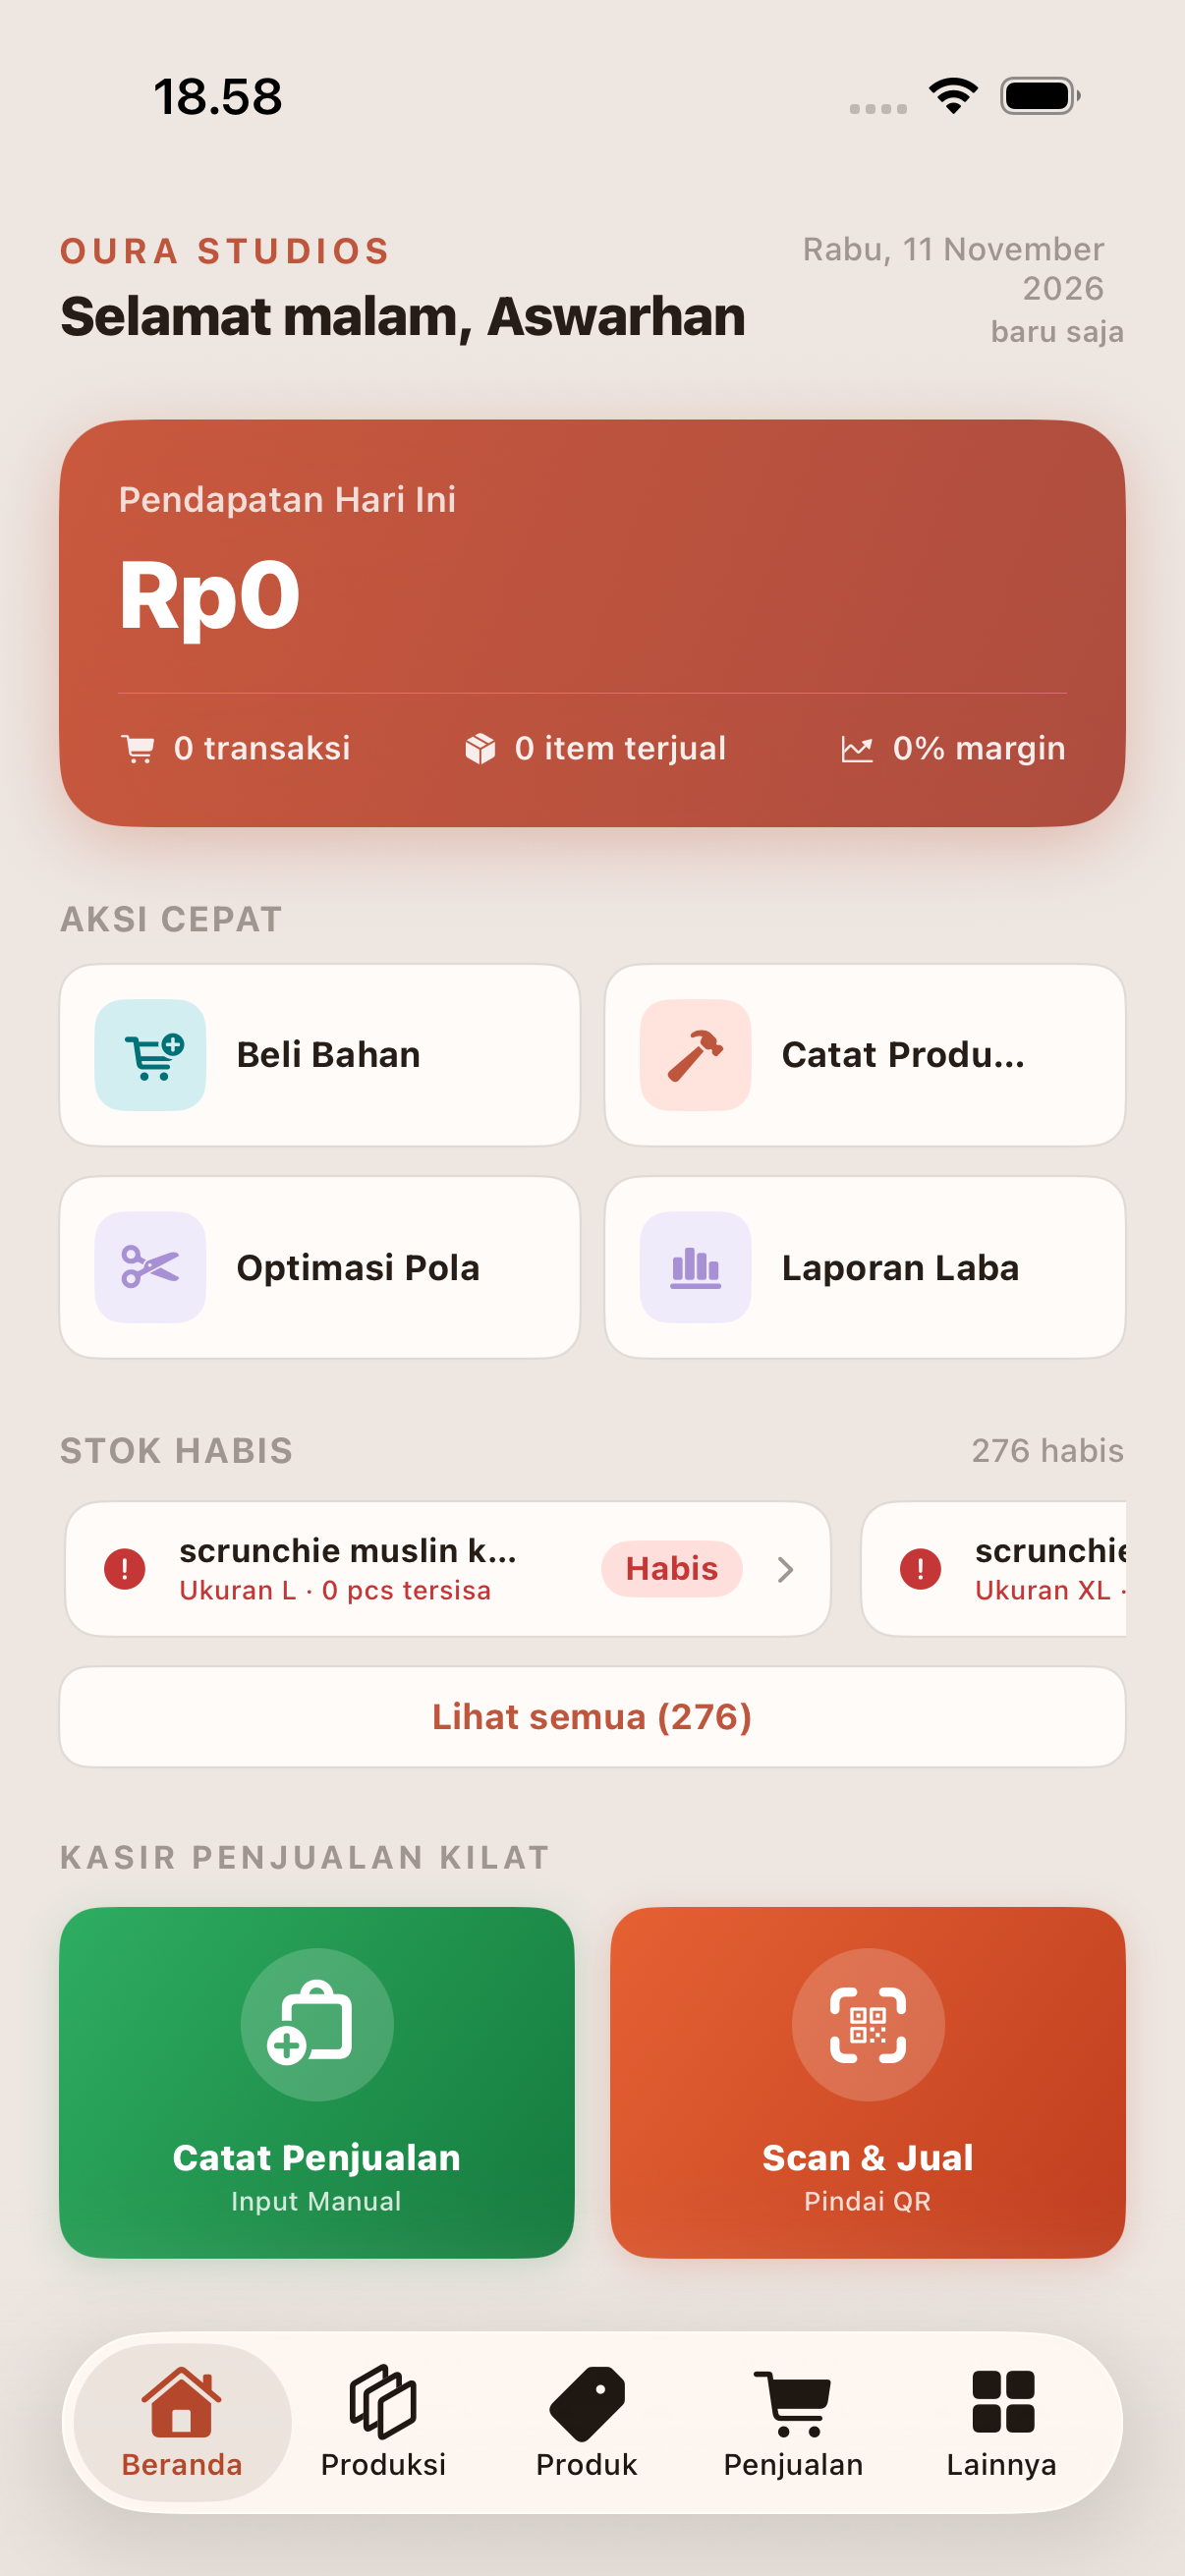 18.58
OURA STUDIOS
Selamat malam, Aswarhan
Rabu, 11 November
2026
baru saja
Pendapatan Hari Ini
Rp0
0 transaksi
0 item terjual
0% margin
AKSI CEPAT
Beli Bahan
Catat Produ...
Optimasi Pola
Laporan Laba
STOK HABIS
276 habis
scrunchie muslin k...
Ukuran L · 0 pcs tersisa
Habis
scrunchie
Ukuran XL ·
Lihat semua (276)
KASIR PENJUALAN KILAT
Catat Penjualan
Input Manual
Scan & Jual
Pindai QR
Beranda
Produksi
Produk
Penjualan
Lainnya